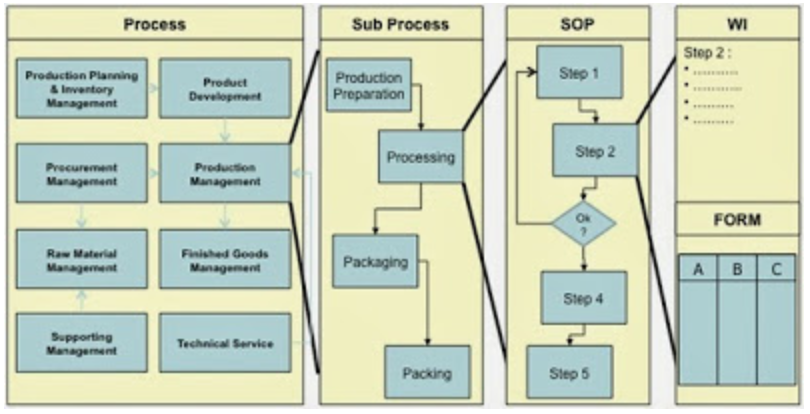 Process
Production Planning
& Inventory
Management
Product
Development
Procurement
Management
Production
Management
Raw Material
Management
Finished Goods
Management
Supporting
Management
Technical Service
Sub Process
Production
Preparation
Processing
Packaging
Packing
SOP
Step 1
Step 2
Ok
?
Step 4
Step 5
WI
Step 2 :
* ...........
* ............
* ..........
* ..........
FORM
A B C